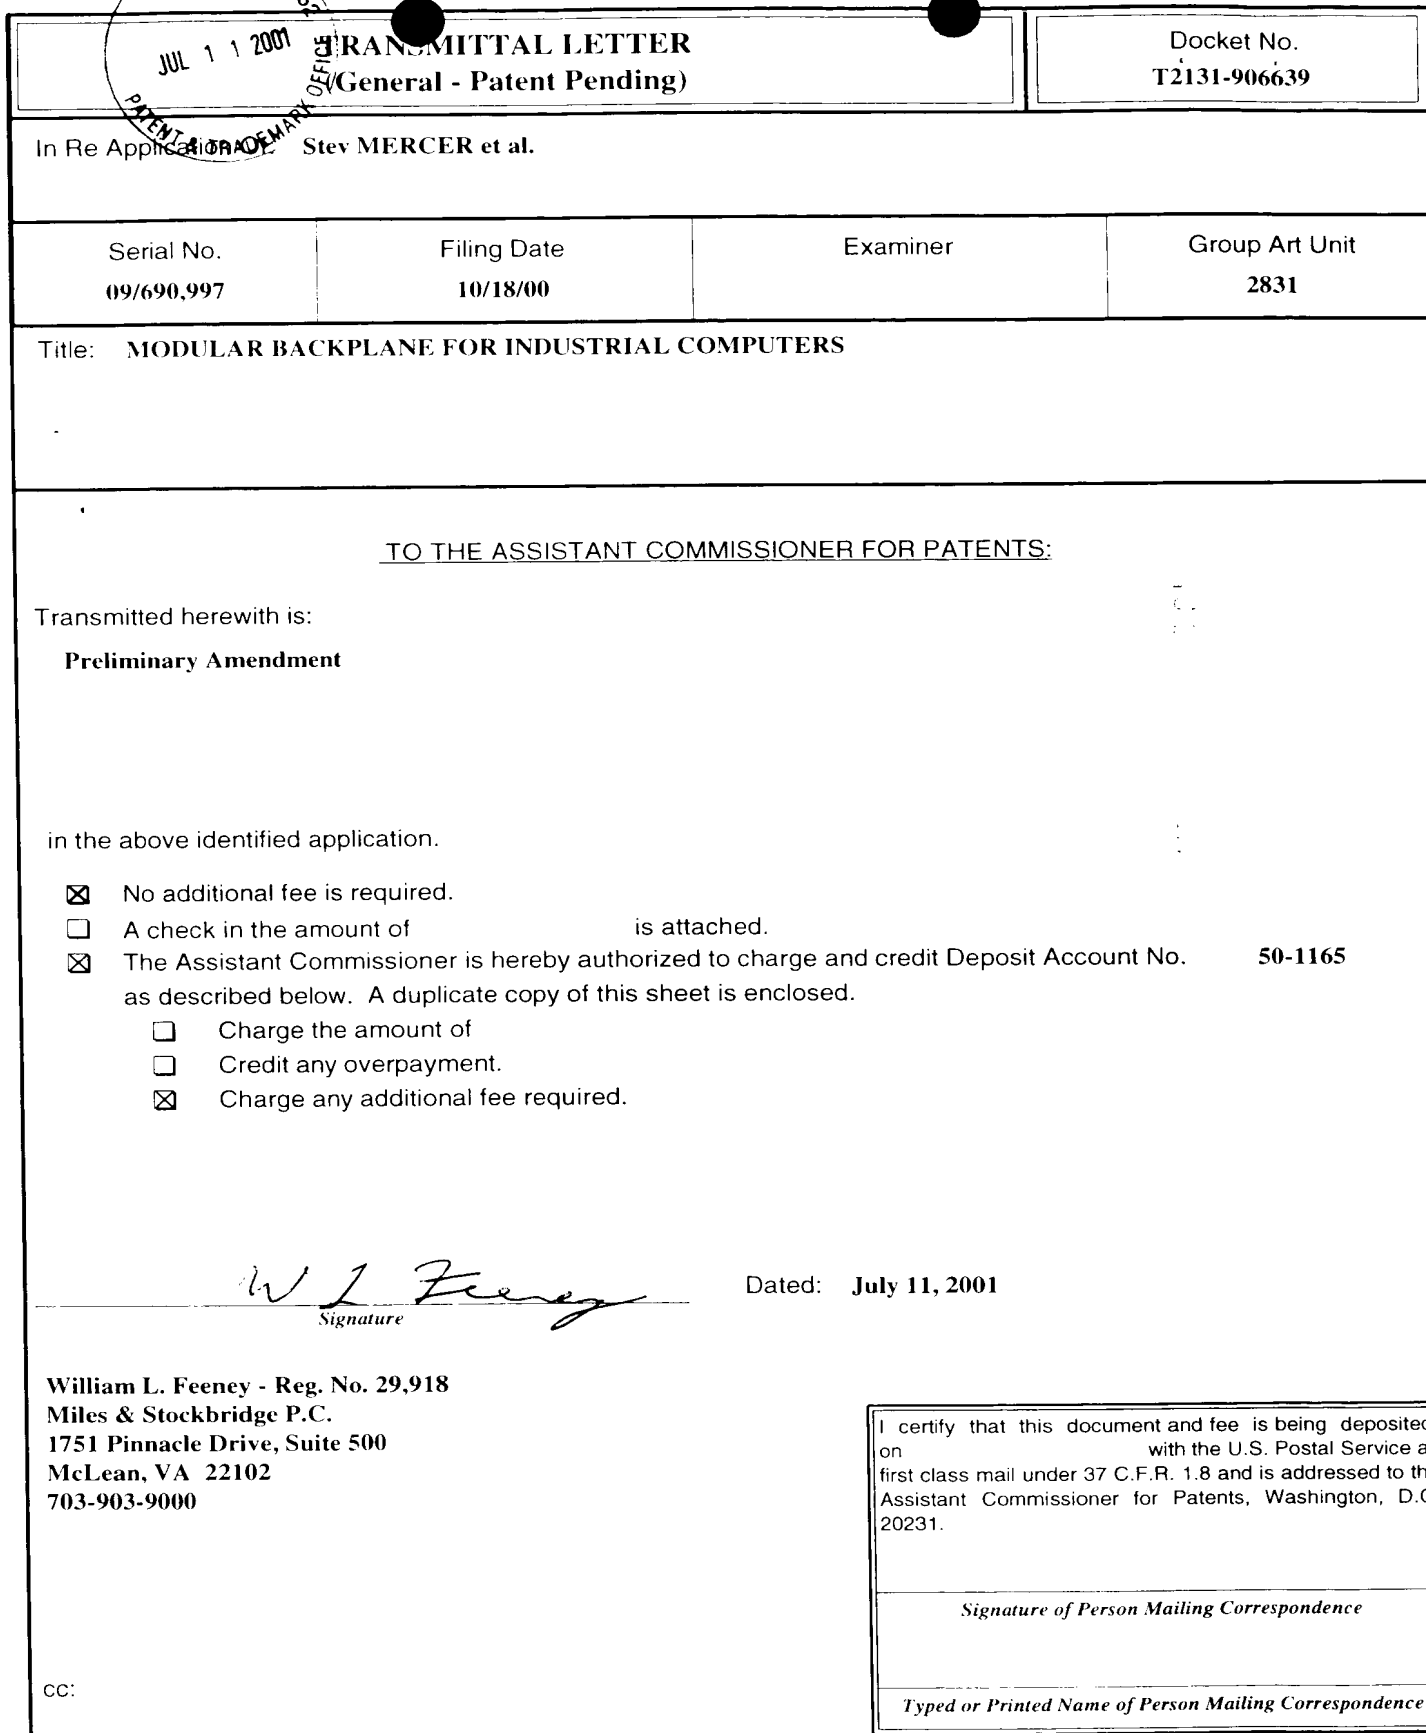 JUL 1 1 2001
PATENT & TRADEMARK OFFICE
TRANSMITTAL LETTER
(General - Patent Pending)
Docket No.
T2131-906639
In Re Application Stev MERCER et al.
Serial No.
09/690,997
Filing Date
10/18/00
Examiner
Group Art Unit
2831
Title: MODULAR BACKPLANE FOR INDUSTRIAL COMPUTERS
TO THE ASSISTANT COMMISSIONER FOR PATENTS:
Transmitted herewith is:
Preliminary Amendment
in the above identified application.
☒ No additional fee is required.
☐ A check in the amount of is attached.
☒ The Assistant Commissioner is hereby authorized to charge and credit Deposit Account No. 50-1165
as described below. A duplicate copy of this sheet is enclosed.
☐ Charge the amount of
☐ Credit any overpayment.
☒ Charge any additional fee required.
W L Feeney
Dated: July 11, 2001
Signature
William L. Feeney - Reg. No. 29,918
Miles & Stockbridge P.C.
1751 Pinnacle Drive, Suite 500
McLean, VA 22102
703-903-9000
I certify that this document and fee is being deposited
on with the U.S. Postal Service a
first class mail under 37 C.F.R. 1.8 and is addressed to th
Assistant Commissioner for Patents, Washington, D.C
20231.
Signature of Person Mailing Correspondence
Typed or Printed Name of Person Mailing Correspondence
cc: